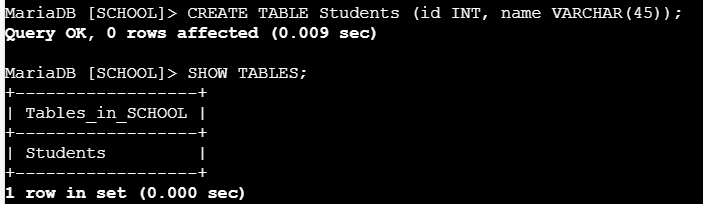 MariaDB [SCHOOL]> CREATE TABLE Students (id INT, name VARCHAR(45));
Query OK, 0 rows affected (0.009 sec)
MariaDB [SCHOOL]> SHOW TABLES;
+------------------+
| Tables_in_SCHOOL |
+------------------+
| Students         |
+------------------+
1 row in set (0.000 sec)